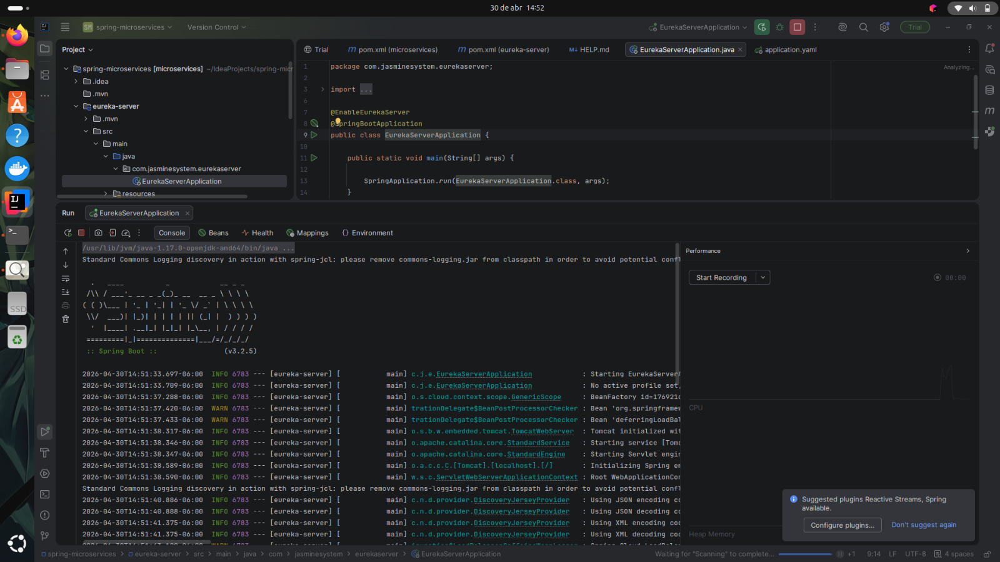 30 de abr 14:52
SM spring-microservices Version Control EurekaServerApplication Trial
Project
spring-microservices [microservices] ~/IdeaProjects/spring-micr
.idea
.mvn
eureka-server
.mvn
src
main
java
com.jasminesystem.eurekaserver
EurekaServerApplication
resources
Trial pom.xml (microservices) pom.xml (eureka-server) HELP.md EurekaServerApplication.java application.yaml
Analyzing...
1 package com.jasminesystem.eurekaserver;
2
3 import ...
6
7 @EnableEurekaServer
8 @SpringBootApplication
9 public class EurekaServerApplication {
10
11 public static void main(String[] args) {
12
13 SpringApplication.run(EurekaServerApplication.class, args);
14 }
Run EurekaServerApplication
Console Beans Health Mappings Environment
/usr/lib/jvm/java-1.17.0-openjdk-amd64/bin/java ...
Standard Commons Logging discovery in action with spring-jcl: please remove commons-logging.jar from classpath in order to avoid potential confl
:: Spring Boot :: (v3.2.5)
2026-04-30T14:51:33.697-06:00 INFO 6783 --- [eureka-server] [ main] c.j.e.EurekaServerApplication : Starting EurekaServerA
2026-04-30T14:51:33.709-06:00 INFO 6783 --- [eureka-server] [ main] c.j.e.EurekaServerApplication : No active profile set,
2026-04-30T14:51:37.288-06:00 INFO 6783 --- [eureka-server] [ main] o.s.cloud.context.scope.GenericScope : BeanFactory id=176921c
2026-04-30T14:51:37.420-06:00 WARN 6783 --- [eureka-server] [ main] trationDelegate$BeanPostProcessorChecker : Bean 'org.springframew
2026-04-30T14:51:37.433-06:00 WARN 6783 --- [eureka-server] [ main] trationDelegate$BeanPostProcessorChecker : Bean 'deferringLoadBal
2026-04-30T14:51:38.317-06:00 INFO 6783 --- [eureka-server] [ main] o.s.b.w.embedded.tomcat.TomcatWebServer : Tomcat initialized wit
2026-04-30T14:51:38.346-06:00 INFO 6783 --- [eureka-server] [ main] o.apache.catalina.core.StandardService : Starting service [Tomc
2026-04-30T14:51:38.347-06:00 INFO 6783 --- [eureka-server] [ main] o.apache.catalina.core.StandardEngine : Starting Servlet engin
2026-04-30T14:51:38.589-06:00 INFO 6783 --- [eureka-server] [ main] o.a.c.c.C.[Tomcat].[localhost].[/] : Initializing Spring em
2026-04-30T14:51:38.590-06:00 INFO 6783 --- [eureka-server] [ main] w.s.c.ServletWebServerApplicationContext : Root WebApplicationCon
Standard Commons Logging discovery in action with spring-jcl: please remove commons-logging.jar from classpath in order to avoid potential confl
2026-04-30T14:51:40.886-06:00 INFO 6783 --- [eureka-server] [ main] c.n.d.provider.DiscoveryJerseyProvider : Using JSON encoding co
2026-04-30T14:51:40.888-06:00 INFO 6783 --- [eureka-server] [ main] c.n.d.provider.DiscoveryJerseyProvider : Using JSON decoding co
2026-04-30T14:51:41.375-06:00 INFO 6783 --- [eureka-server] [ main] c.n.d.provider.DiscoveryJerseyProvider : Using XML encoding cod
2026-04-30T14:51:41.375-06:00 INFO 6783 --- [eureka-server] [ main] c.n.d.provider.DiscoveryJerseyProvider : Using XML decoding cod
Performance
Start Recording 00:00
CPU
Heap Memory
Suggested plugins Reactive Streams, Spring
available.
Configure plugins... Don't suggest again
SSD
spring-microservices > eureka-server > src > main > java > com > jasminesystem > eurekaserver > EurekaServerApplication
Waiting for "Scanning" to complete... +1 9:14 LF UTF-8 4 spaces